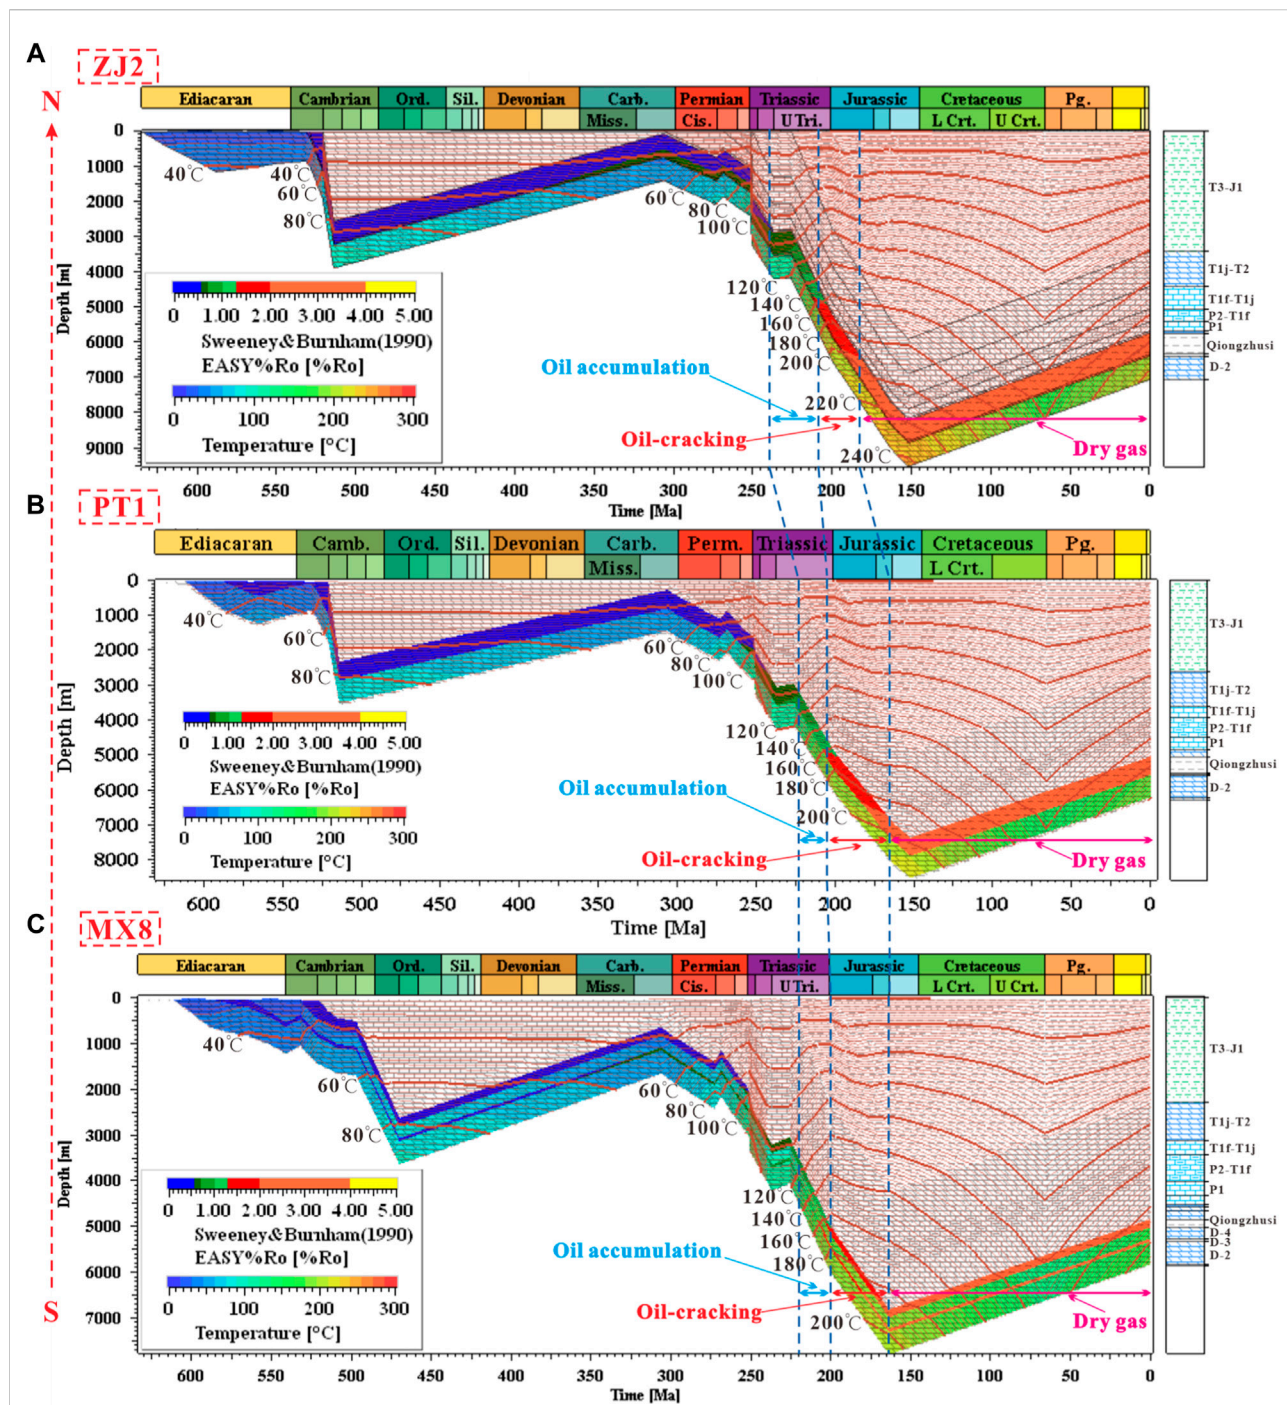 A
ZJ2
N
Ediacaran Cambrian Ord. Sil. Devonian Carb. Permian Triassic Jurassic Cretaceous Pg.
Miss. Cis. U Tri. L Crt. U Crt.
0
1000
2000
3000
4000
5000
6000
7000
8000
9000
Depth [m]
40°C
40°C
60°C
80°C
60°C
80°C
100°C
120°C
140°C
160°C
180°C
200°C
220°C
240°C
0 1.00 2.00 3.00 4.00 5.00
Sweeney&Burnham(1990)
EASY%Ro [%Ro]
0 100 200 300
Temperature [°C]
Oil accumulation
Oil-cracking
Dry gas
T3-J1
T1j-T2
T1f-T1j
P2-T1f
P1
Qiongzhusi
D-2
600 550 500 450 400 350 300 250 200 150 100 50 0
Time [Ma]
B
PT1
Ediacaran Camb. Ord. Sil. Devonian Carb. Perm. Triassic Jurassic Cretaceous Pg.
Miss. L Crt.
0
1000
2000
3000
4000
5000
6000
7000
8000
Depth [m]
40°C
60°C
80°C
60°C
80°C
100°C
120°C
140°C
160°C
180°C
200°C
0 1.00 2.00 3.00 4.00 5.00
Sweeney&Burnham(1990)
EASY%Ro [%Ro]
0 100 200 300
Temperature [°C]
Oil accumulation
Oil-cracking
Dry gas
T3-J1
T1j-T2
T1f-T1j
P2-T1f
P1
Qiongzhusi
D-2
600 550 500 450 400 350 300 250 200 150 100 50 0
Time [Ma]
C
MX8
Ediacaran Cambrian Ord. Sil. Devonian Carb. Permian Triassic Jurassic Cretaceous Pg.
Miss. Cis. U Tri. L Crt. U Crt.
0
1000
2000
3000
4000
5000
6000
7000
Depth [m]
40°C
60°C
80°C
60°C
80°C
100°C
120°C
140°C
160°C
180°C
200°C
0 1.00 2.00 3.00 4.00 5.00
Sweeney&Burnham(1990)
EASY%Ro [%Ro]
0 100 200 300
Temperature [°C]
Oil accumulation
Oil-cracking
Dry gas
T3-J1
T1j-T2
T1f-T1j
P2-T1f
P1
Qiongzhusi
D-4
D-3
D-2
S
600 550 500 450 400 350 300 250 200 150 100 50 0
Time [Ma]